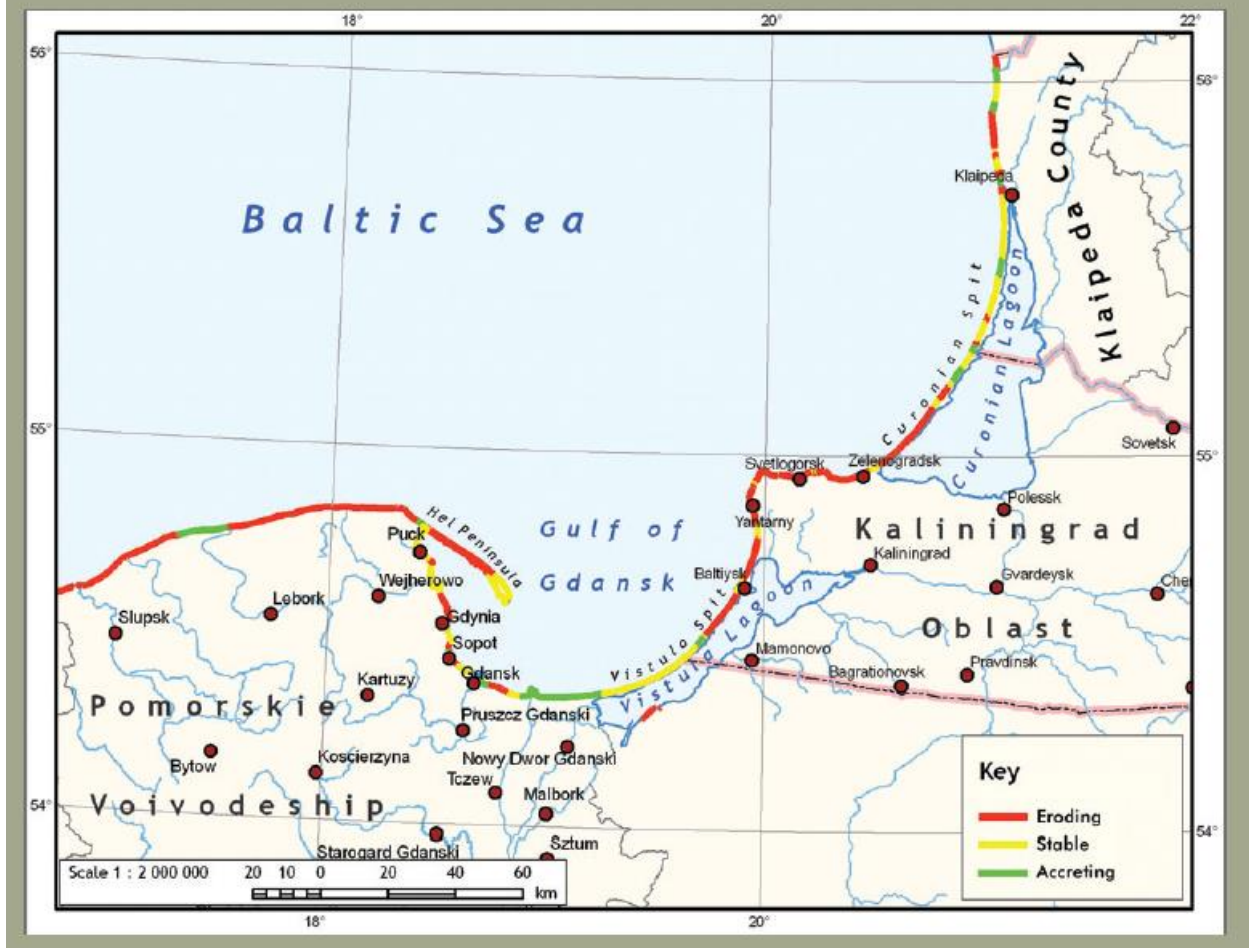 18°
20°
22°
56°
56°
Klaipeda County
Klaipeda
Baltic Sea
Curonian Spit
Curonian Lagoon
55°
55°
Sovetsk
Svetlogorsk
Zelenogradsk
Polessk
Hel Peninsula
Gulf of
Gdansk
Yantarny
Kaliningrad
Puck
Kaliningrad
Wejherowo
Baltiysk
Gvardeysk
Lebork
Slupsk
Gdynia
Oblast
Sopot
Vistula Spit
Vistula Lagoon
Mamonovo
Gdansk
Bagrationovsk
Pravdinsk
Kartuzy
Pomorskie
Pruszcz Gdanski
Bytow
Koscierzyna
Nowy Dwor Gdanski
Tczew
Malbork
Voivodeship
54°
54°
Starogard Gdanski
Sztum
Key
Eroding
Stable
Accreting
Scale 1 : 2 000 000
20 10 0 20 40 60
km
18°
20°